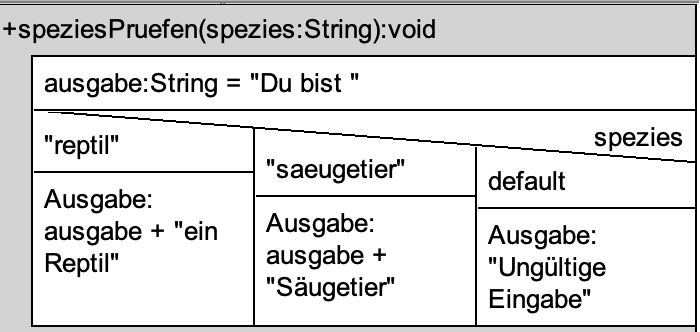 +speziesPruefen(spezies:String):void
ausgabe:String = "Du bist "
spezies
"reptil"
Ausgabe:
ausgabe + "ein
Reptil"
"saeugetier"
Ausgabe:
ausgabe +
"Säugetier"
default
Ausgabe:
"Ungültige
Eingabe"